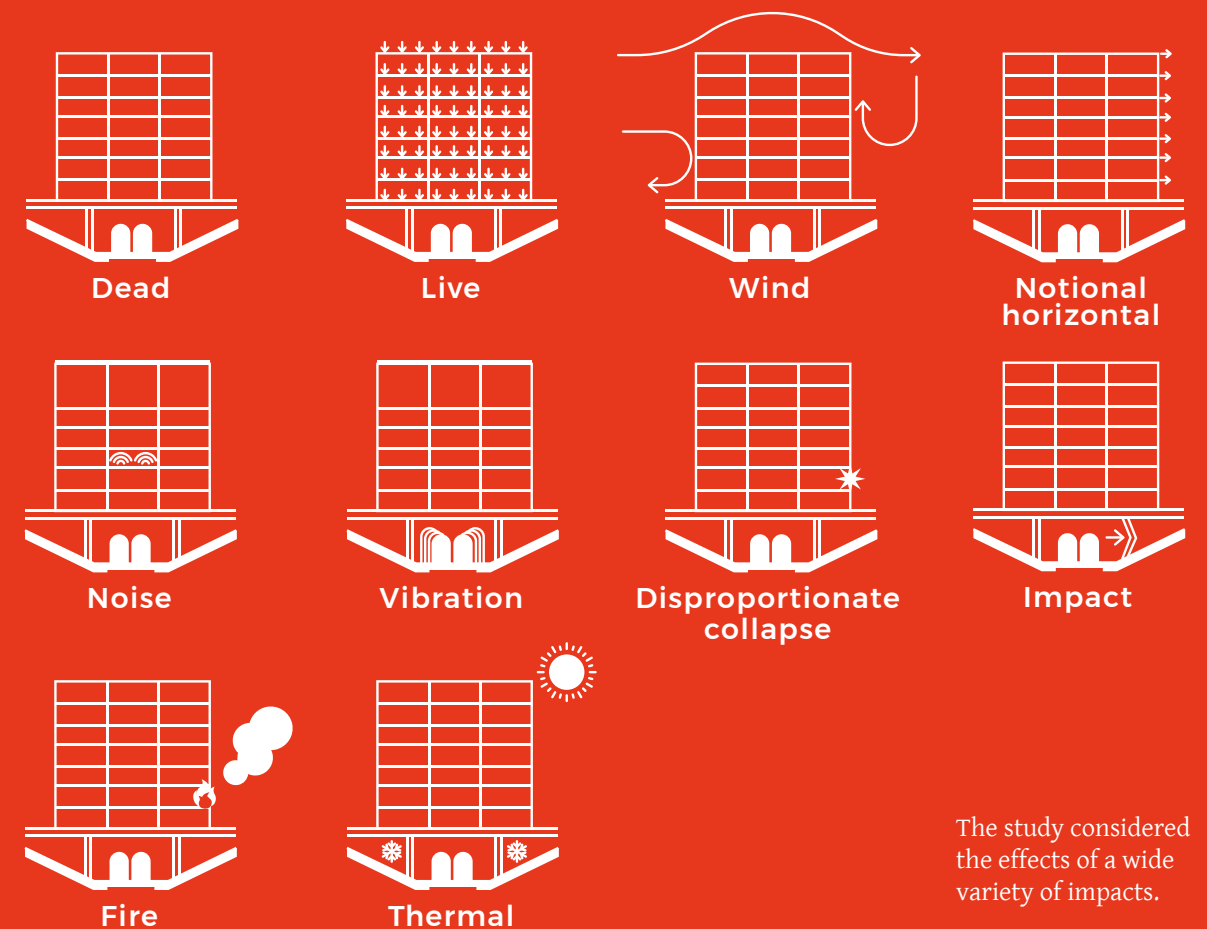 Dead
Live
Wind
Notional
horizontal
Noise
Vibration
Disproportionate
collapse
Impact
Fire
Thermal
The study considered
the effects of a wide
variety of impacts.